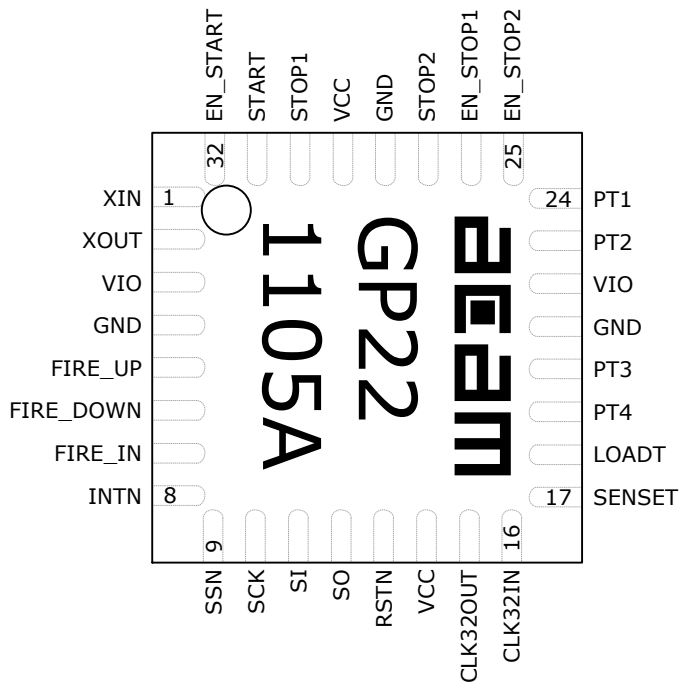 EN_START
START
STOP1
VCC
GND
STOP2
EN_STOP1
EN_STOP2
32
25
XIN 1
XOUT
VIO
GND
FIRE_UP
FIRE_DOWN
FIRE_IN
INTN 8
acam
GP22
1105A
24 PT1
PT2
VIO
GND
PT3
PT4
LOADT
17 SENSET
9
16
SSN
SCK
SI
SO
RSTN
VCC
CLK32OUT
CLK32IN